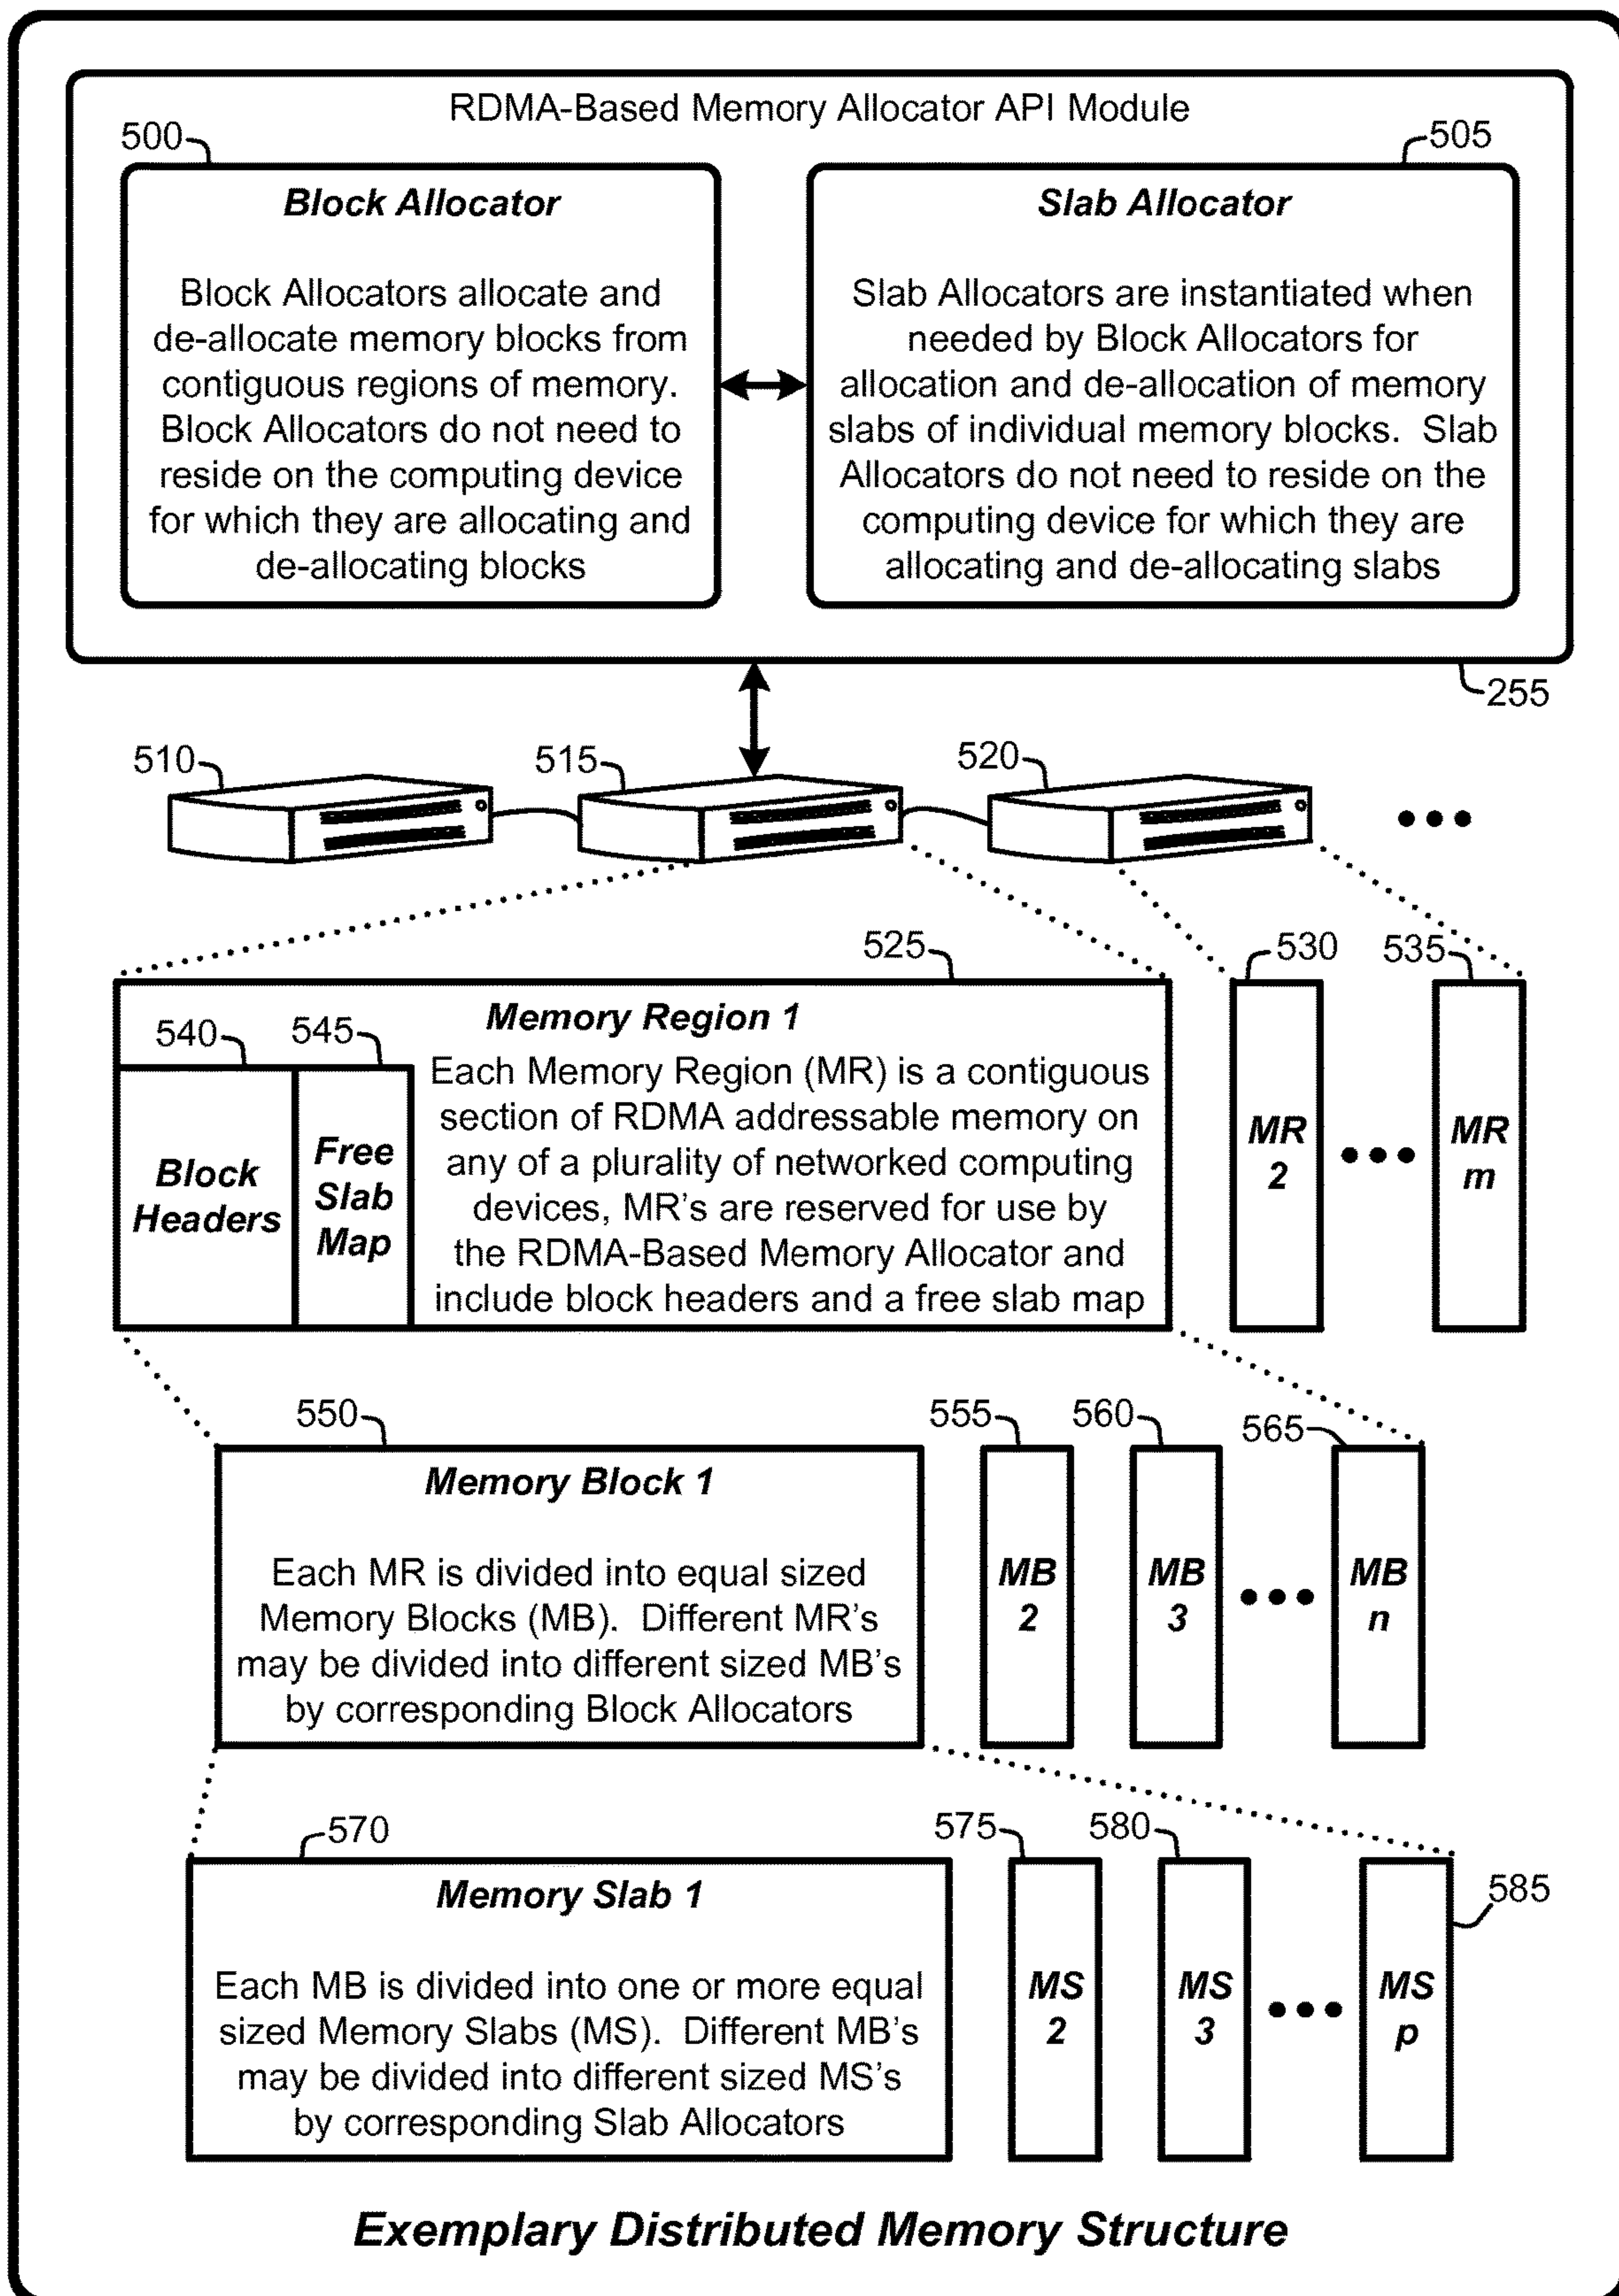 RDMA-Based Memory Allocator API Module
500
505
Block Allocator
Block Allocators allocate and
de-allocate memory blocks from
contiguous regions of memory.
Block Allocators do not need to
reside on the computing device
for which they are allocating and
de-allocating blocks
Slab Allocator
Slab Allocators are instantiated when
needed by Block Allocators for
allocation and de-allocation of memory
slabs of individual memory blocks. Slab
Allocators do not need to reside on the
computing device for which they are
allocating and de-allocating slabs
255
510
515
520
525
530
535
Memory Region 1
540
545
Block
Headers
Free
Slab
Map
Each Memory Region (MR) is a contiguous
section of RDMA addressable memory on
any of a plurality of networked computing
devices, MR's are reserved for use by
the RDMA-Based Memory Allocator and
include block headers and a free slab map
MR
2
MR
m
550
555
560
565
Memory Block 1
Each MR is divided into equal sized
Memory Blocks (MB). Different MR's
may be divided into different sized MB's
by corresponding Block Allocators
MB
2
MB
3
MB
n
570
575
580
585
Memory Slab 1
Each MB is divided into one or more equal
sized Memory Slabs (MS). Different MB's
may be divided into different sized MS's
by corresponding Slab Allocators
MS
2
MS
3
MS
p
Exemplary Distributed Memory Structure